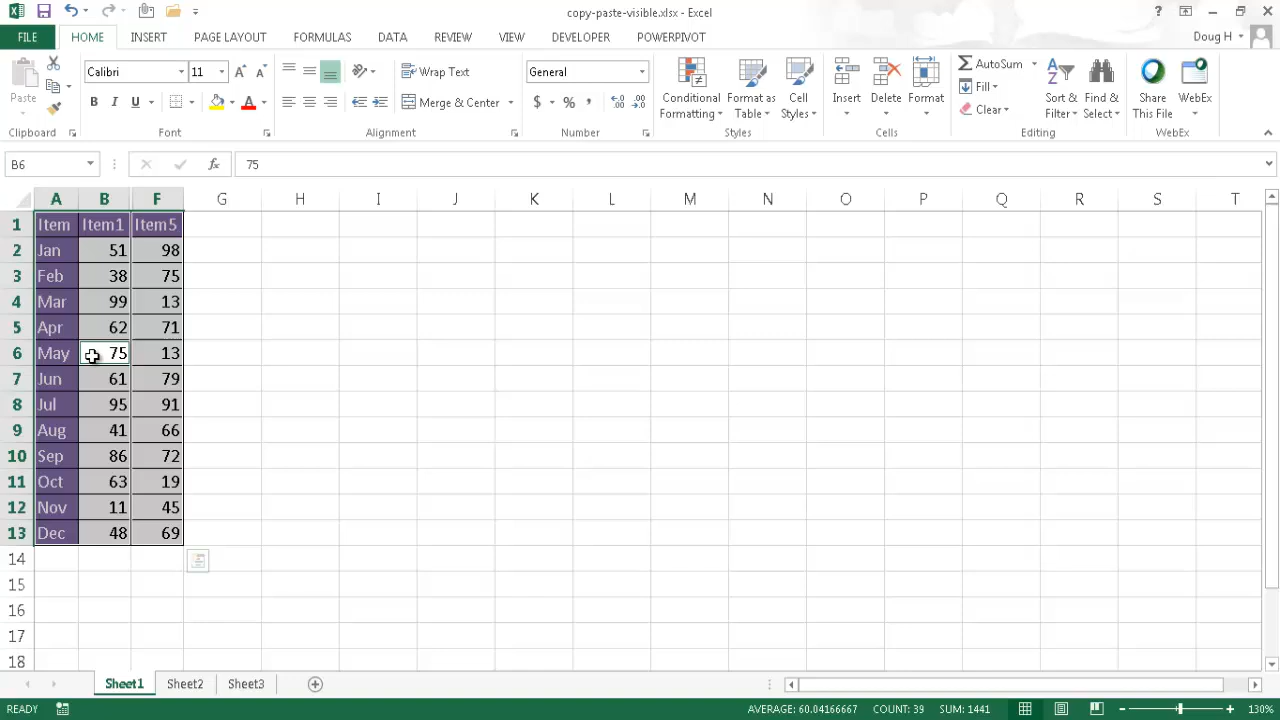 copy-paste-visible.xlsx - Excel
?
FILE HOME INSERT PAGE LAYOUT FORMULAS DATA REVIEW VIEW DEVELOPER POWERPIVOT Doug H
Paste
Calibri 11
B I U
Wrap Text
Merge & Center
General
$ % ,
Conditional Formatting
Format as Table
Cell Styles
Insert
Delete
Format
AutoSum
Fill
Clear
Sort & Filter
Find & Select
Share This File
WebEx
Clipboard Font Alignment Number Styles Cells Editing WebEx
B6 fx 75
A B F G H I J K L M N O P Q R S T
1 Item Item1 Item5
2 Jan 51 98
3 Feb 38 75
4 Mar 99 13
5 Apr 62 71
6 May 75 13
7 Jun 61 79
8 Jul 95 91
9 Aug 41 66
10 Sep 86 72
11 Oct 63 19
12 Nov 11 45
13 Dec 48 69
14
15
16
17
18
Sheet1 Sheet2 Sheet3
READY AVERAGE: 60.04166667 COUNT: 39 SUM: 1441 130%